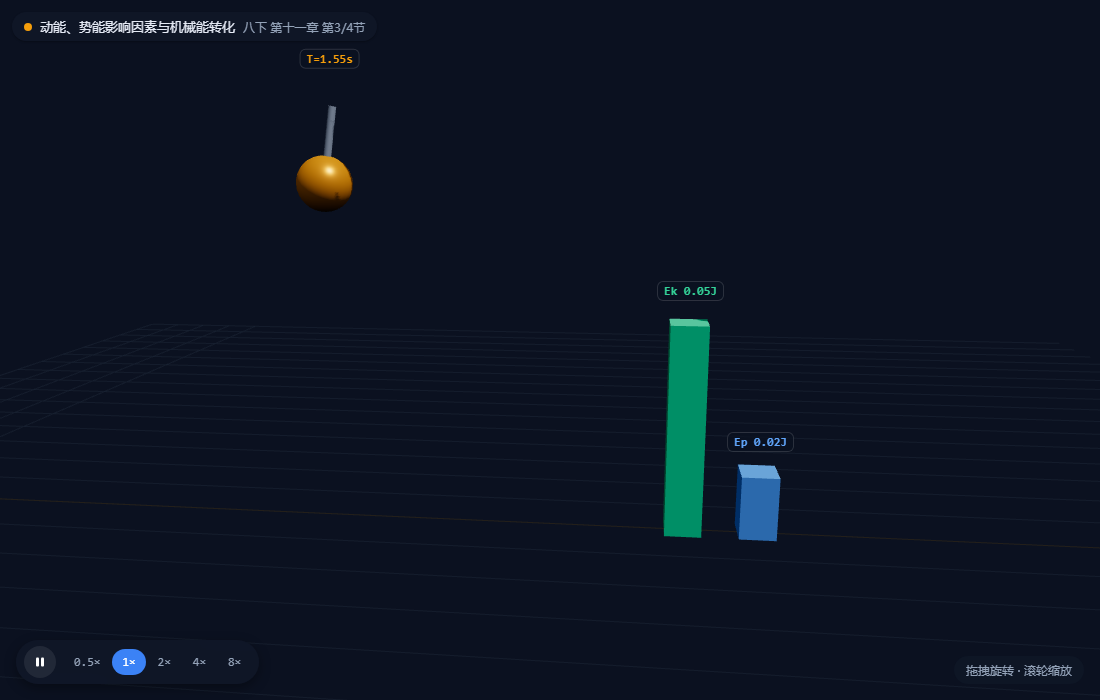 动能、势能影响因素与机械能转化 八下 第十一章 第3/4节
T=1.55s
Ek 0.05J
Ep 0.02J
0.5× 1× 2× 4× 8×
拖拽旋转 · 滚轮缩放